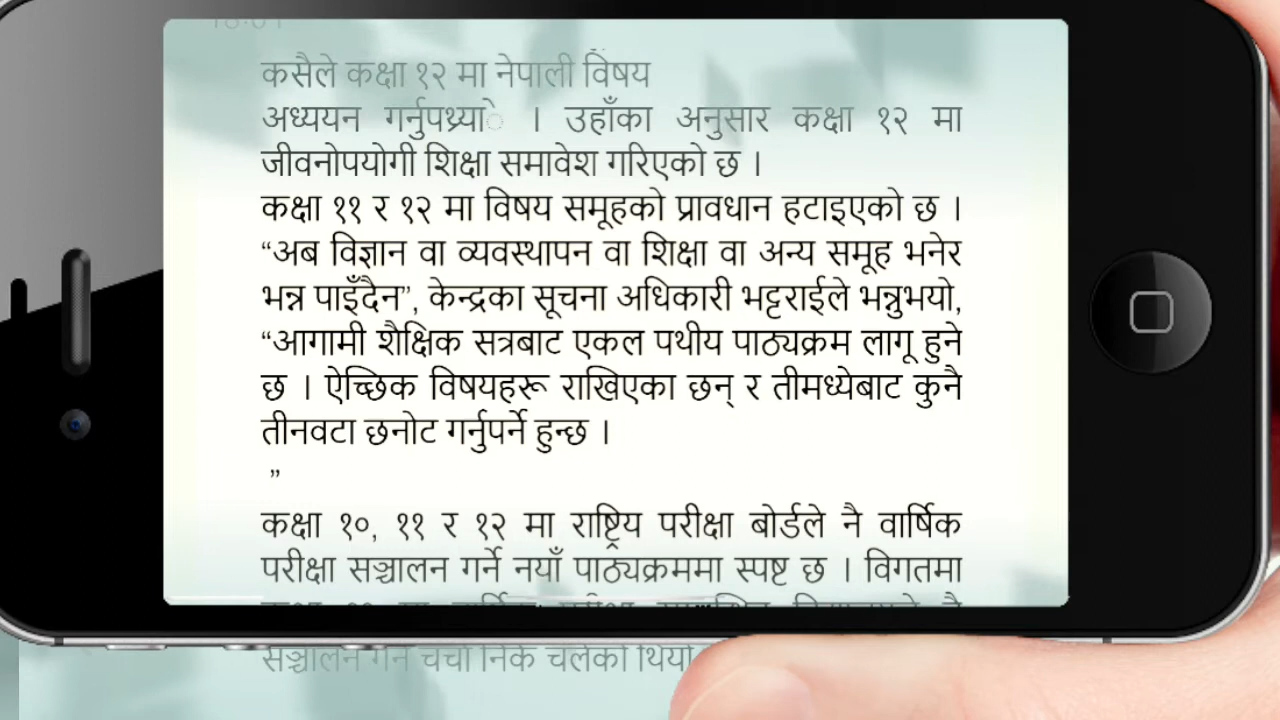 कसैले कक्षा १२ मा नेपाली विषय
अध्ययन गर्नुपथ्र्याे । उहाँका अनुसार कक्षा १२ मा
जीवनोपयोगी शिक्षा समावेश गरिएको छ ।
कक्षा ११ र १२ मा विषय समूहको प्रावधान हटाइएको छ ।
“अब विज्ञान वा व्यवस्थापन वा शिक्षा वा अन्य समूह भनेर
भन्न पाइँदैन”, केन्द्रका सूचना अधिकारी भट्टराईले भन्नुभयो,
“आगामी शैक्षिक सत्रबाट एकल पथीय पाठ्यक्रम लागू हुने
छ । ऐच्छिक विषयहरू राखिएका छन् र तीमध्येबाट कुनै
तीनवटा छनोट गर्नुपर्ने हुन्छ ।
”
कक्षा १०, ११ र १२ मा राष्ट्रिय परीक्षा बोर्डले नै वार्षिक
परीक्षा सञ्चालन गर्ने नयाँ पाठ्यक्रममा स्पष्ट छ । विगतमा
सञ्चालन गर्ने चर्चा निकै चलेको थियो